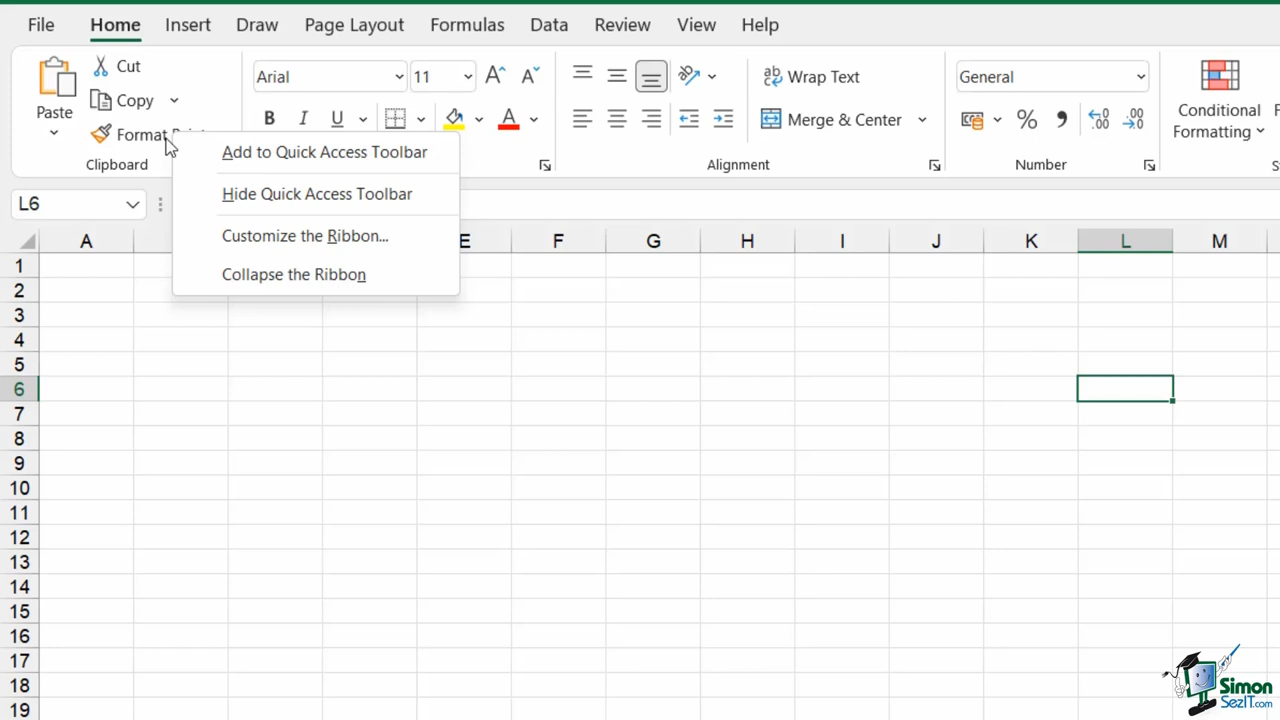 File Home Insert Draw Page Layout Formulas Data Review View Help
Paste
Cut
Copy
Format
Clipboard
Arial 11
B I U
Wrap Text
Merge & Center
Alignment
General
Number
Conditional
Formatting
Add to Quick Access Toolbar
Hide Quick Access Toolbar
Customize the Ribbon...
Collapse the Ribbon
L6
A E F G H I J K L M
1
2
3
4
5
6
7
8
9
10
11
12
13
14
15
16
17
18
19
Simon
SezIT.com